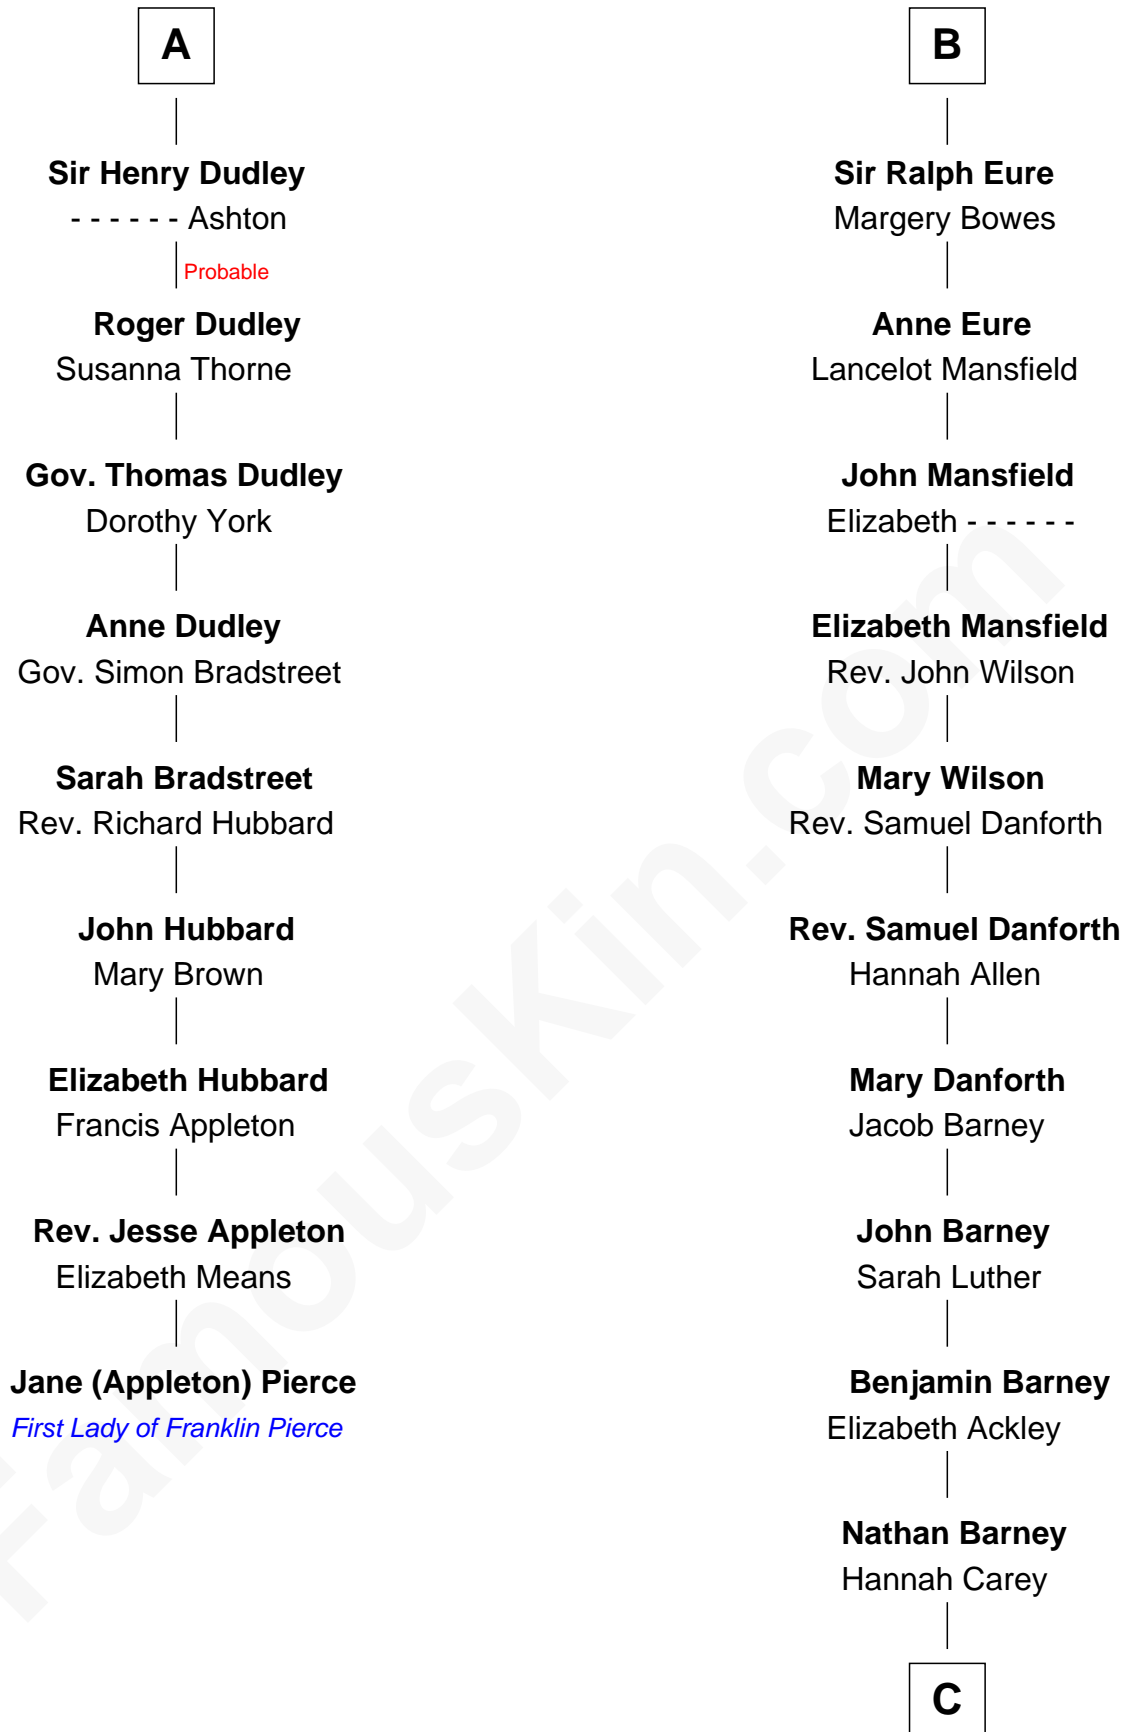 A
Sir Henry Dudley
- - - - - - Ashton
Probable
Roger Dudley
Susanna Thorne
Gov. Thomas Dudley
Dorothy York
Anne Dudley
Gov. Simon Bradstreet
Sarah Bradstreet
Rev. Richard Hubbard
John Hubbard
Mary Brown
Elizabeth Hubbard
Francis Appleton
Rev. Jesse Appleton
Elizabeth Means
Jane (Appleton) Pierce
First Lady of Franklin Pierce
B
Sir Ralph Eure
Margery Bowes
Anne Eure
Lancelot Mansfield
John Mansfield
Elizabeth - - - - - -
Elizabeth Mansfield
Rev. John Wilson
Mary Wilson
Rev. Samuel Danforth
Rev. Samuel Danforth
Hannah Allen
Mary Danforth
Jacob Barney
John Barney
Sarah Luther
Benjamin Barney
Elizabeth Ackley
Nathan Barney
Hannah Carey
C
FamousKin.com